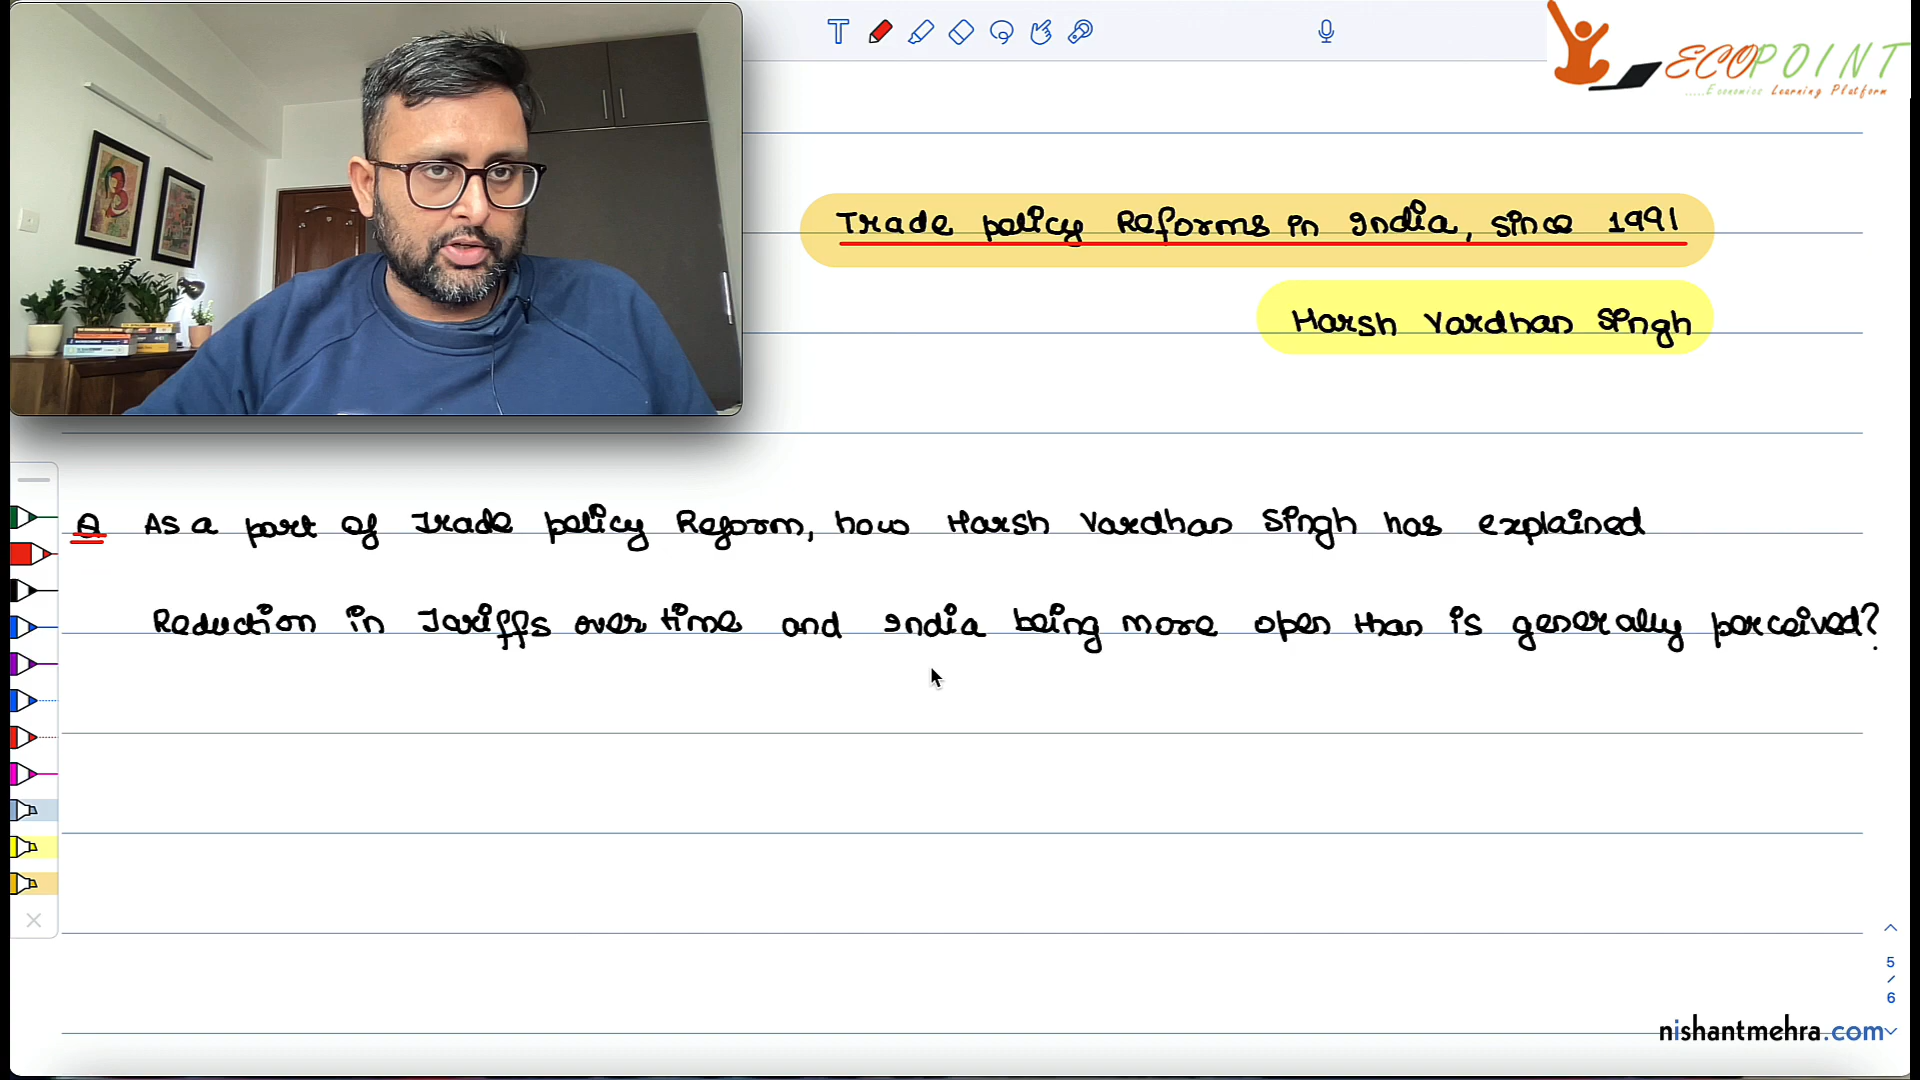 T
ECOPOINT
.....Economics Learning Platform
Trade policy Reforms in India, since 1991
Harsh Vardhan Singh
Q As a part of Trade policy Reform, how Harsh Vardhan Singh has explained
Reduction in Tariffs over time and India being more open than is generally perceived?
5
/
6
nishantmehra.com